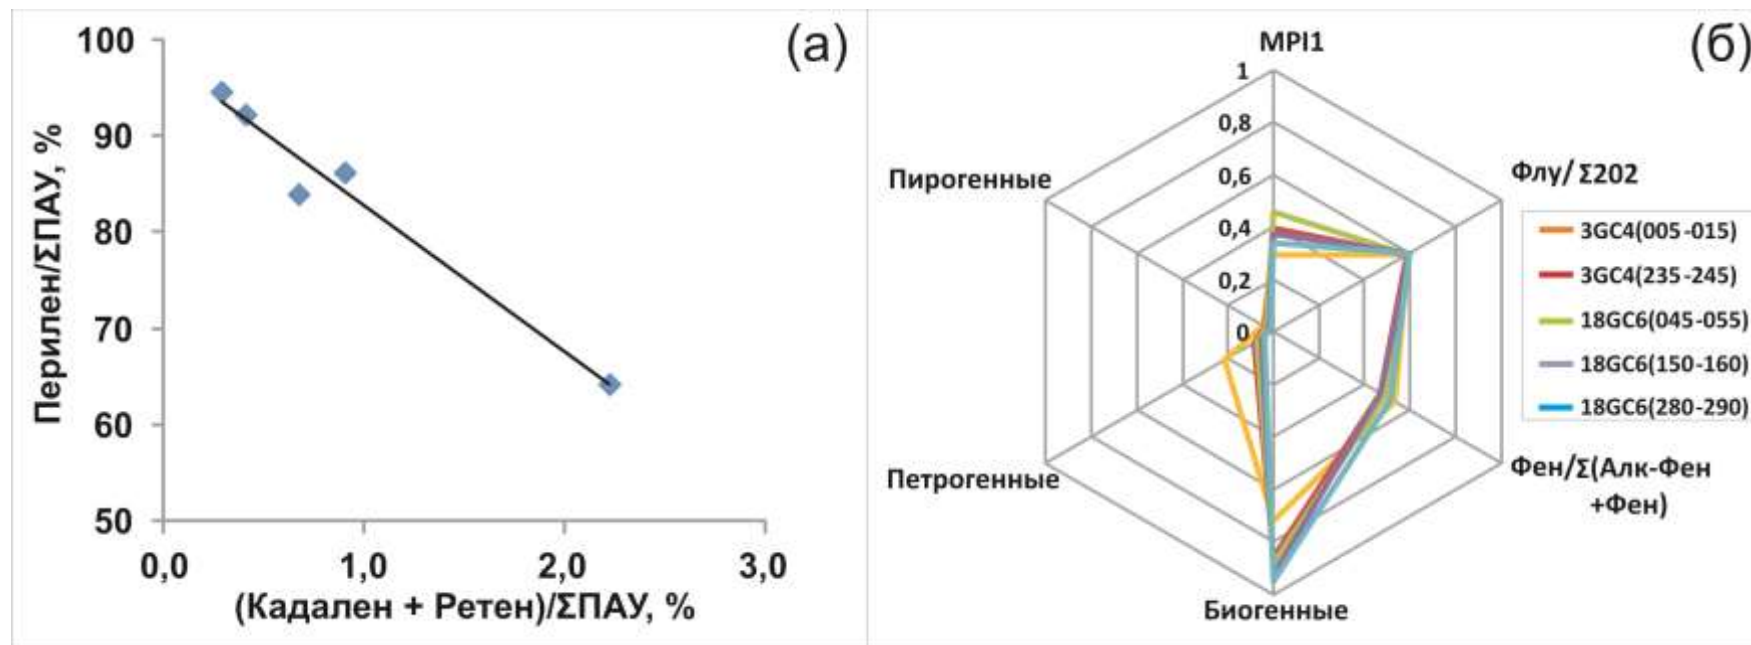 (а)
100
90
80
70
60
50
Перилен/ΣПАУ, %
0,0
1,0
2,0
3,0
(Кадален + Ретен)/ΣПАУ, %
(б)
MPI1
1
0,8
0,6
0,4
0,2
0
Флу/ Σ202
Фен/Σ(Алк-Фен
+Фен)
Биогенные
Петрогенные
Пирогенные
3GC4(005-015)
3GC4(235-245)
18GC6(045-055)
18GC6(150-160)
18GC6(280-290)